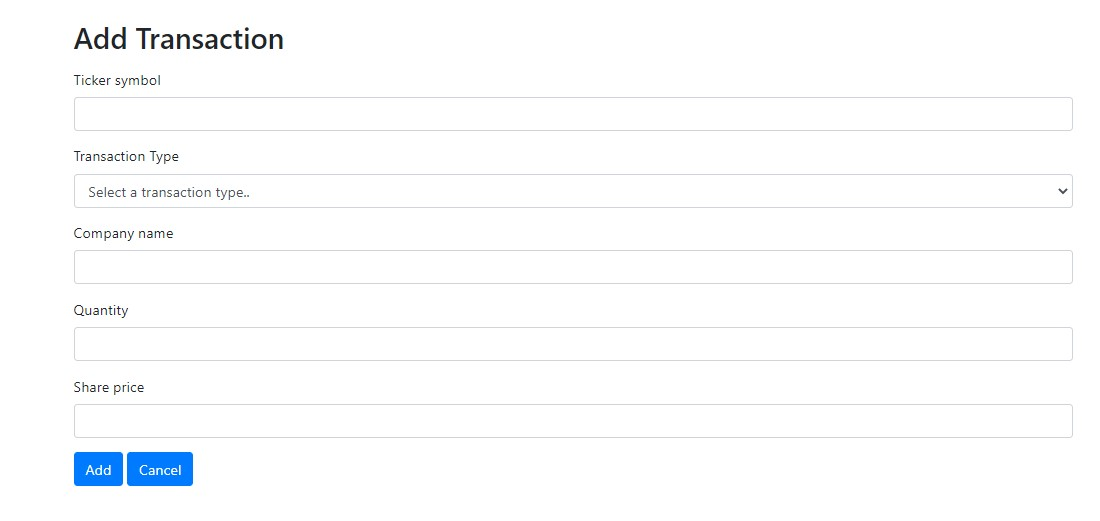 Add Transaction
Ticker symbol
Transaction Type
Select a transaction type..
Company name
Quantity
Share price
Add Cancel